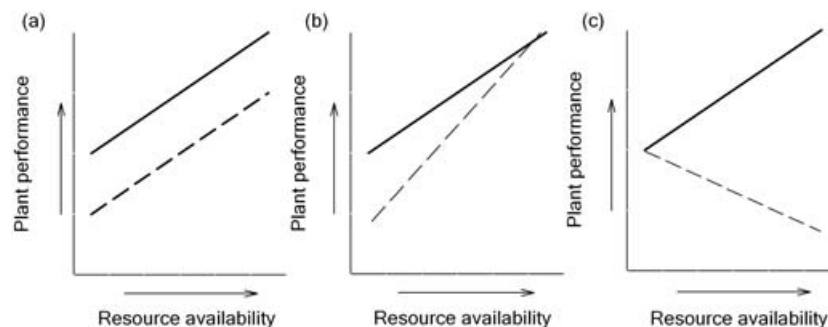 (a)
Plant performance
Resource availability
(b)
Plant performance
Resource availability
(c)
Plant performance
Resource availability